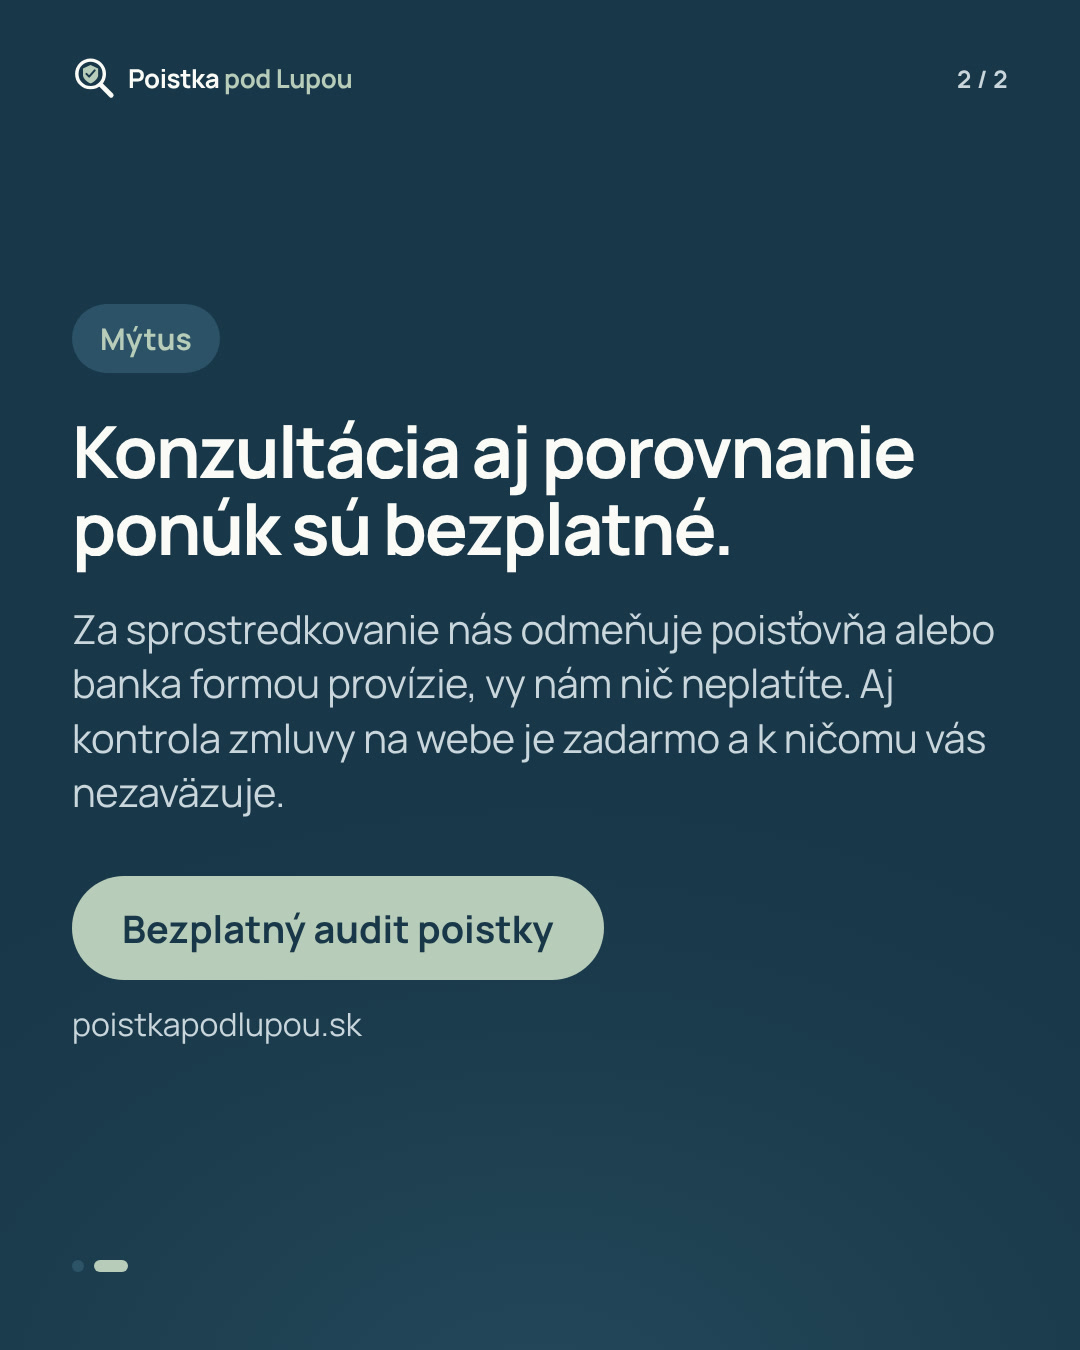 Poistka pod Lupou
2 / 2
Mýtus
Konzultácia aj porovnanie
ponúk sú bezplatné.
Za sprostredkovanie nás odmeňuje poisťovňa alebo
banka formou provízie, vy nám nič neplatíte. Aj
kontrola zmluvy na webe je zadarmo a k ničomu vás
nezaväzuje.
Bezplatný audit poistky
poistkapodlupou.sk